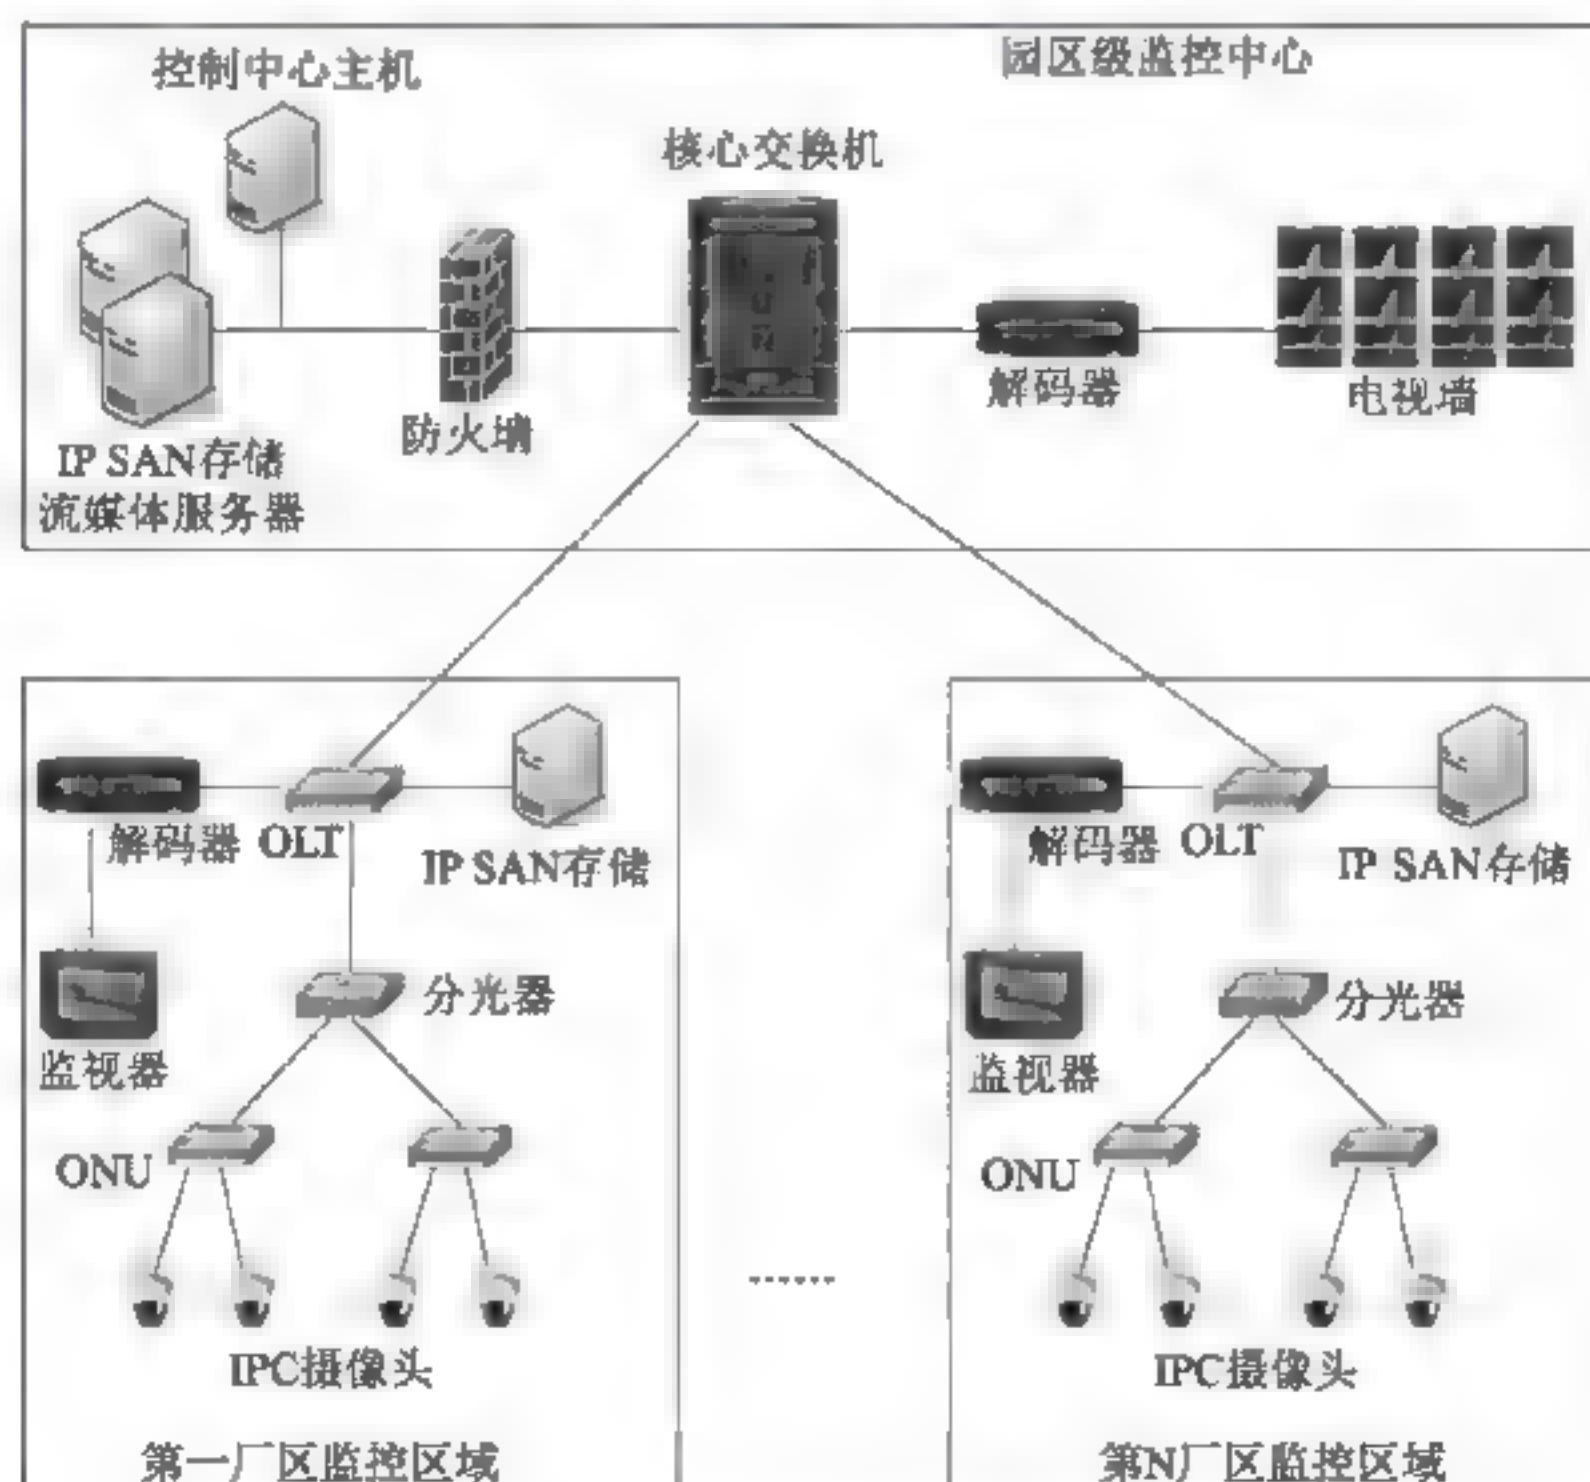 控制中心主机
园区级监控中心
核心交换机
解码器
电视墙
防火墙
IP SAN存储
流媒体服务器
解码器
OLT
IP SAN存储
分光器
监视器
ONU
IPC摄像头
第一厂区监控区域
......
解码器
OLT
IP SAN存储
分光器
监视器
ONU
IPC摄像头
第N厂区监控区域